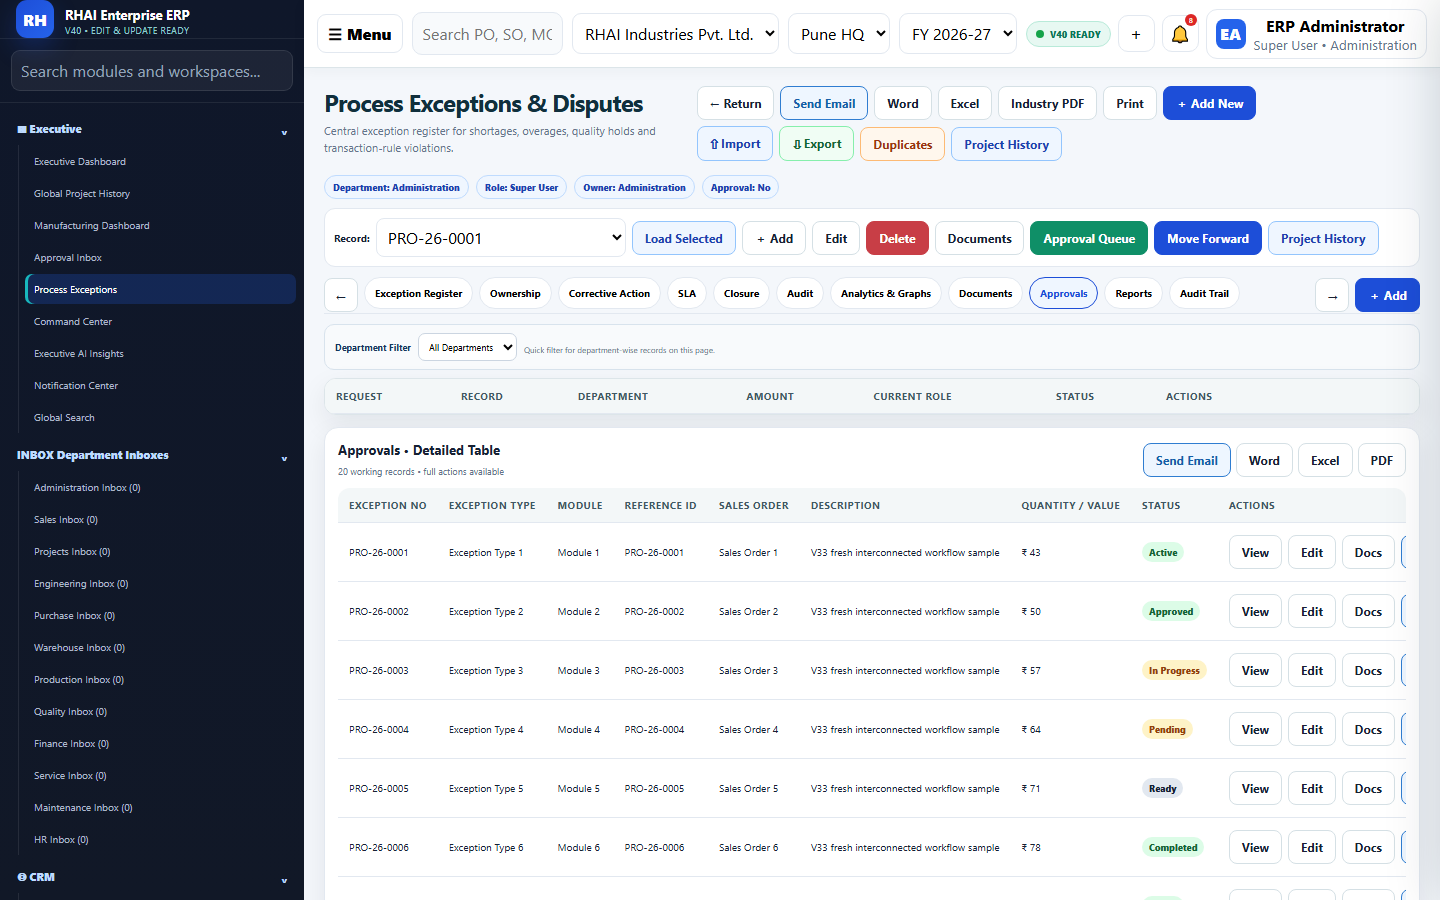 RH RHAI Enterprise ERP
V40 • EDIT & UPDATE READY
Search modules and workspaces...
Executive
Executive Dashboard
Global Project History
Manufacturing Dashboard
Approval Inbox
Process Exceptions
Command Center
Executive AI Insights
Notification Center
Global Search
INBOX Department Inboxes
Administration Inbox (0)
Sales Inbox (0)
Projects Inbox (0)
Engineering Inbox (0)
Purchase Inbox (0)
Warehouse Inbox (0)
Production Inbox (0)
Quality Inbox (0)
Finance Inbox (0)
Service Inbox (0)
Maintenance Inbox (0)
HR Inbox (0)
CRM
☰ Menu
Search PO, SO, MO
RHAI Industries Pvt. Ltd.
Pune HQ
FY 2026-27
V40 READY
+
8
EA
ERP Administrator
Super User • Administration
Process Exceptions & Disputes
Central exception register for shortages, overages, quality holds and
transaction-rule violations.
← Return Send Email Word Excel Industry PDF Print + Add New
⇧ Import ⇩ Export Duplicates Project History
Department: Administration Role: Super User Owner: Administration Approval: No
Record: PRO-26-0001 Load Selected + Add Edit Delete Documents Approval Queue Move Forward Project History
← Exception Register Ownership Corrective Action SLA Closure Audit Analytics & Graphs Documents Approvals Reports Audit Trail → + Add
Department Filter All Departments Quick filter for department-wise records on this page.
REQUEST RECORD DEPARTMENT AMOUNT CURRENT ROLE STATUS ACTIONS
Approvals • Detailed Table
20 working records • full actions available
Send Email Word Excel PDF
EXCEPTION NO EXCEPTION TYPE MODULE REFERENCE ID SALES ORDER DESCRIPTION QUANTITY / VALUE STATUS ACTIONS
PRO-26-0001 Exception Type 1 Module 1 PRO-26-0001 Sales Order 1 V33 fresh interconnected workflow sample ₹ 43 Active View Edit Docs
PRO-26-0002 Exception Type 2 Module 2 PRO-26-0002 Sales Order 2 V33 fresh interconnected workflow sample ₹ 50 Approved View Edit Docs
PRO-26-0003 Exception Type 3 Module 3 PRO-26-0003 Sales Order 3 V33 fresh interconnected workflow sample ₹ 57 In Progress View Edit Docs
PRO-26-0004 Exception Type 4 Module 4 PRO-26-0004 Sales Order 4 V33 fresh interconnected workflow sample ₹ 64 Pending View Edit Docs
PRO-26-0005 Exception Type 5 Module 5 PRO-26-0005 Sales Order 5 V33 fresh interconnected workflow sample ₹ 71 Ready View Edit Docs
PRO-26-0006 Exception Type 6 Module 6 PRO-26-0006 Sales Order 6 V33 fresh interconnected workflow sample ₹ 78 Completed View Edit Docs